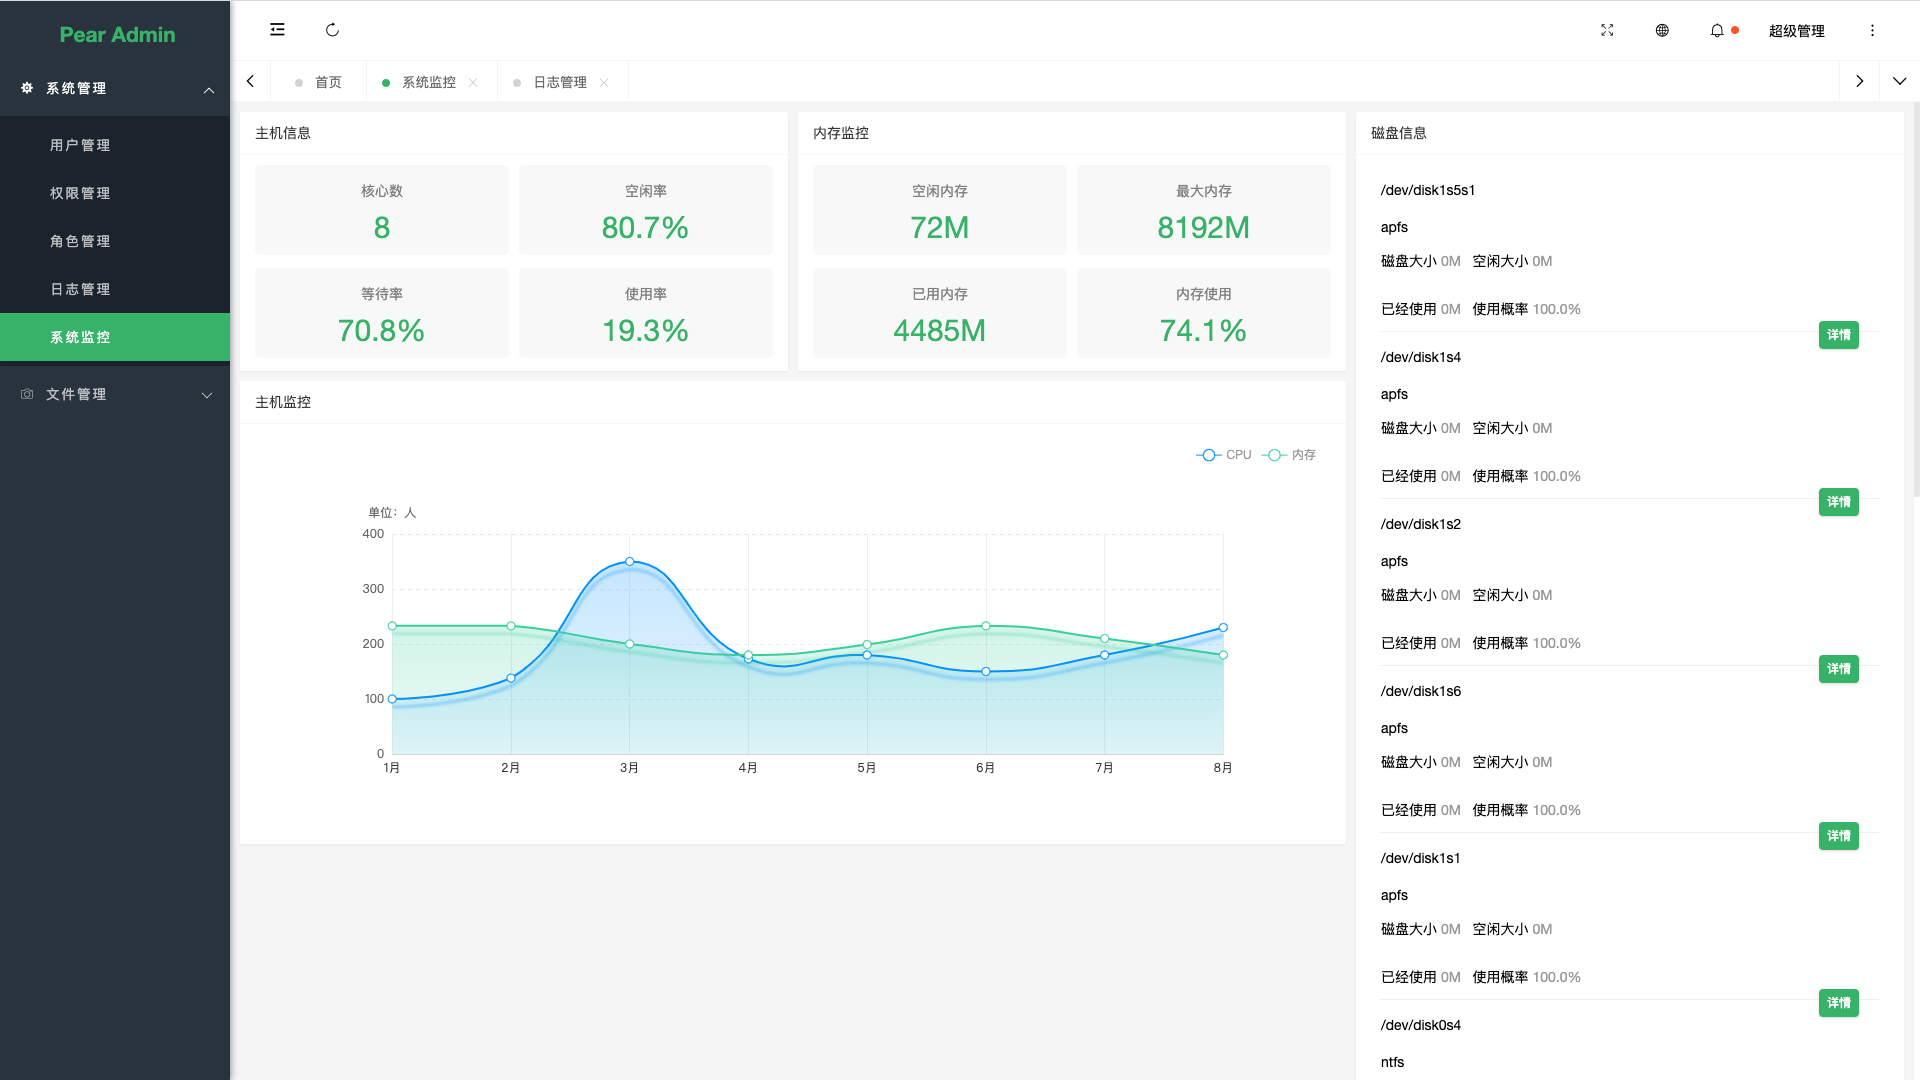 Pear Admin
系统管理
用户管理
权限管理
角色管理
日志管理
系统监控
文件管理
超级管理
首页
系统监控
日志管理
主机信息
核心数
8
空闲率
80.7%
等待率
70.8%
使用率
19.3%
内存监控
空闲内存
72M
最大内存
8192M
已用内存
4485M
内存使用
74.1%
主机监控
CPU 内存
单位：人
400
300
200
100
0
1月 2月 3月 4月 5月 6月 7月 8月
磁盘信息
/dev/disk1s5s1
apfs
磁盘大小 0M 空闲大小 0M
已经使用 0M 使用概率 100.0%
详情
/dev/disk1s4
apfs
磁盘大小 0M 空闲大小 0M
已经使用 0M 使用概率 100.0%
详情
/dev/disk1s2
apfs
磁盘大小 0M 空闲大小 0M
已经使用 0M 使用概率 100.0%
详情
/dev/disk1s6
apfs
磁盘大小 0M 空闲大小 0M
已经使用 0M 使用概率 100.0%
详情
/dev/disk1s1
apfs
磁盘大小 0M 空闲大小 0M
已经使用 0M 使用概率 100.0%
详情
/dev/disk0s4
ntfs